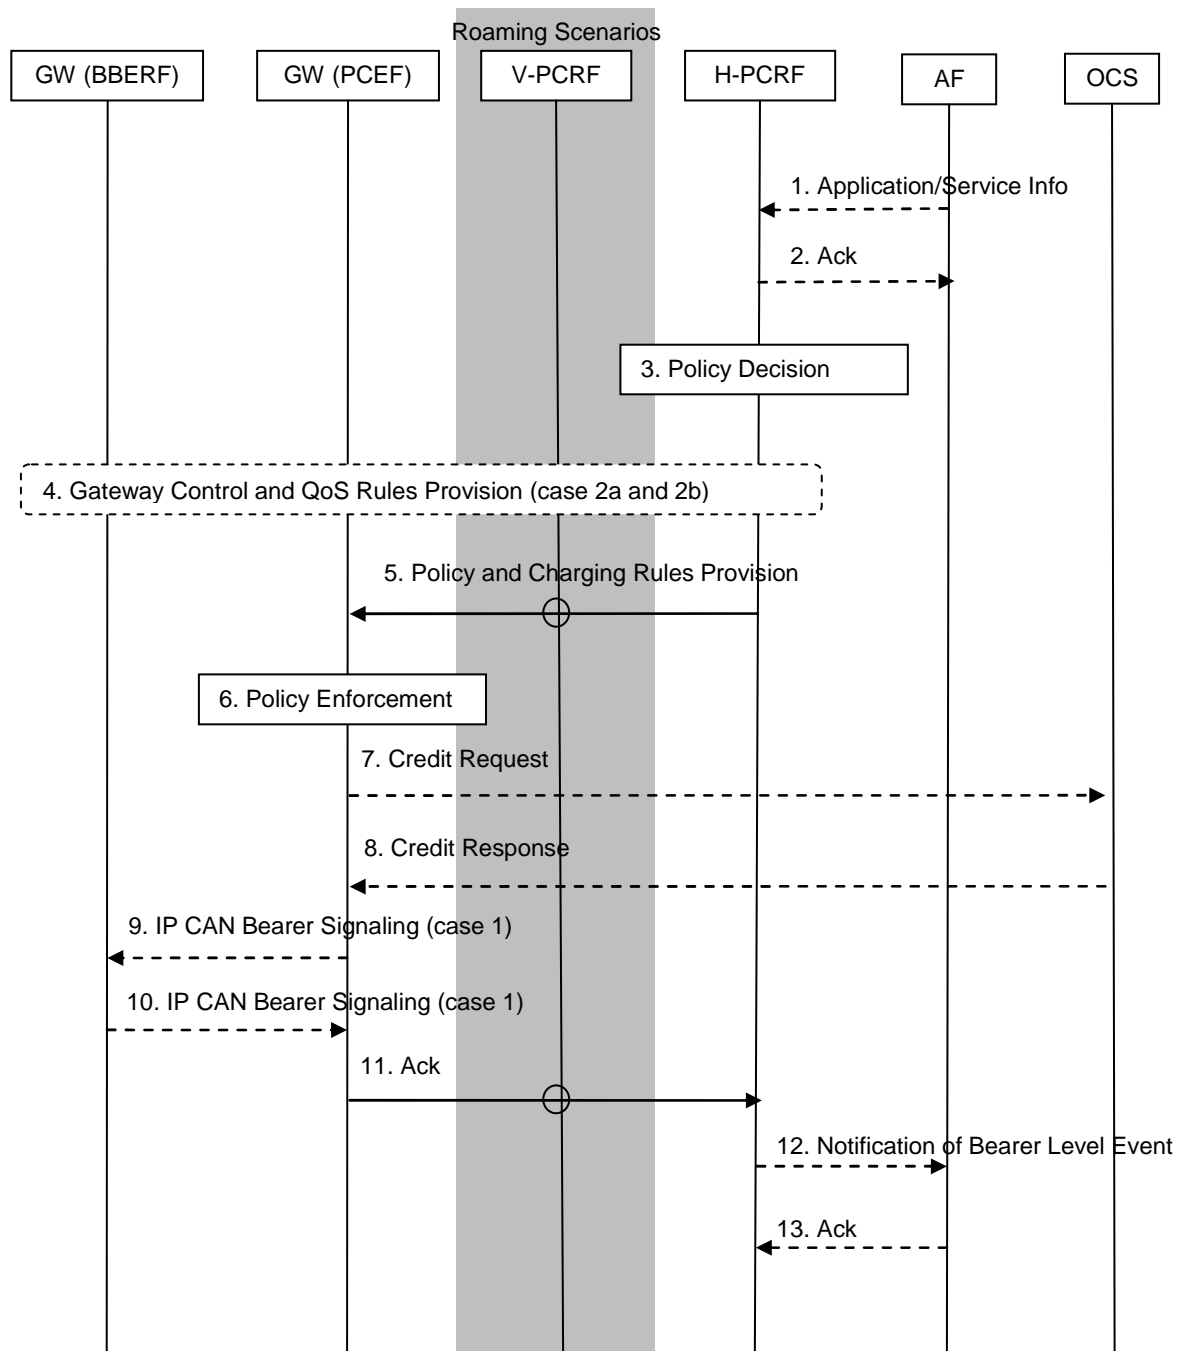 Roaming Scenarios
GW (BBERF)
GW (PCEF)
V-PCRF
H-PCRF
AF
OCS
1. Application/Service Info
2. Ack
3. Policy Decision
4. Gateway Control and QoS Rules Provision (case 2a and 2b)
5. Policy and Charging Rules Provision
6. Policy Enforcement
7. Credit Request
8. Credit Response
9. IP CAN Bearer Signaling (case 1)
10. IP CAN Bearer Signaling (case 1)
11. Ack
12. Notification of Bearer Level Event
13. Ack